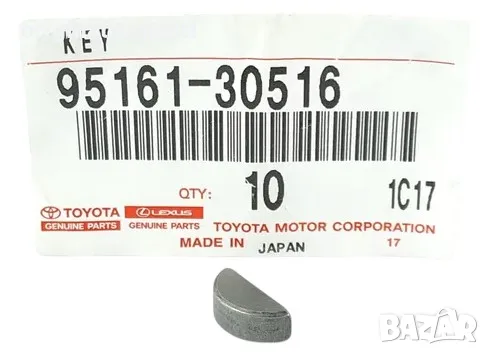 KEY
95161-30516
QTY: 10 1C17
TOYOTA LEXUS TOYOTA MOTOR CORPORATION
GENUINE PARTS GENUINE PARTS
MADE IN JAPAN 17
BAZAR